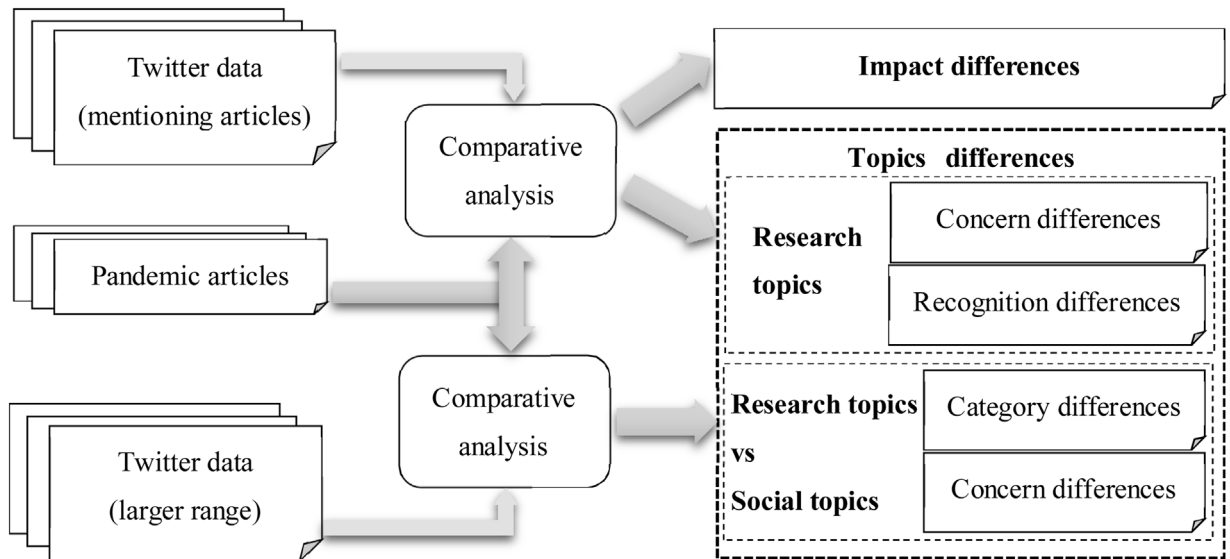 Twitter data
(mentioning articles)
Pandemic articles
Twitter data
(larger range)
Comparative
analysis
Comparative
analysis
Impact differences
Topics differences
Research
topics
Concern differences
Recognition differences
Research topics
vs
Social topics
Category differences
Concern differences